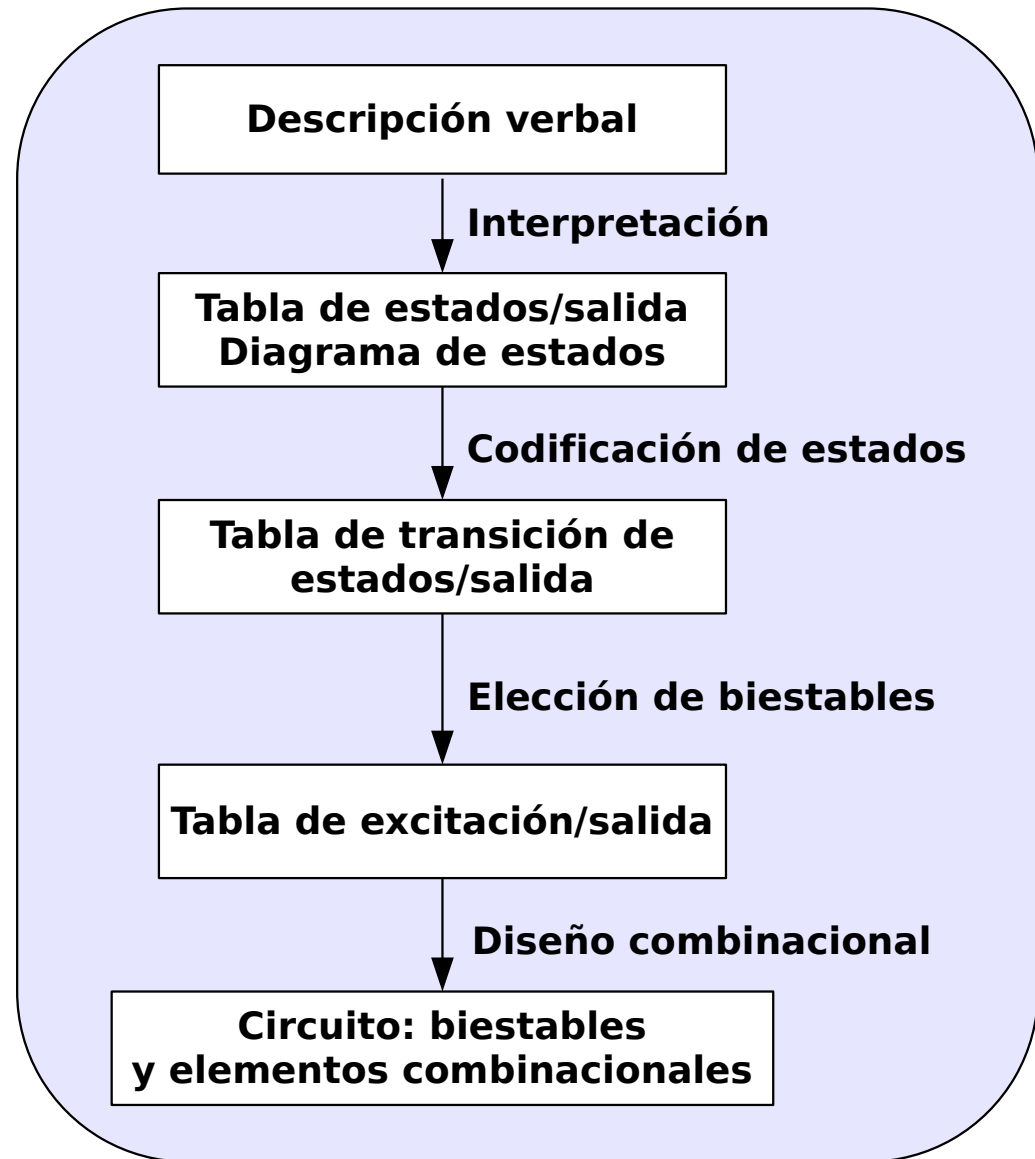 Descripción verbal
Interpretación
Tabla de estados/salida
Diagrama de estados
Codificación de estados
Tabla de transición de
estados/salida
Elección de biestables
Tabla de excitación/salida
Diseño combinacional
Circuito: biestables
y elementos combinacionales